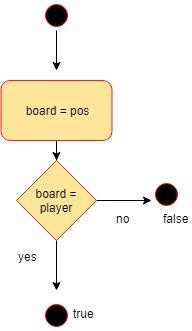 board = pos
board =
player
no
false
yes
true